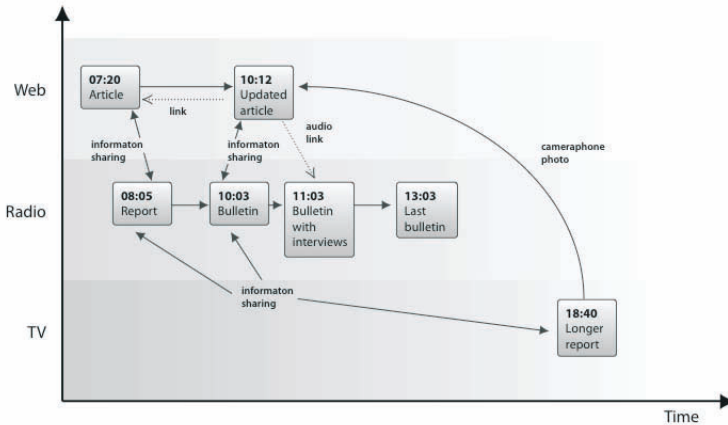 Web
07:20
Article
10:12
Updated
article
link
audio
link
informaton
sharing
informaton
sharing
cameraphone
photo
Radio
08:05
Report
10:03
Bulletin
11:03
Bulletin
with
interviews
13:03
Last
bulletin
informaton
sharing
TV
18:40
Longer
report
Time